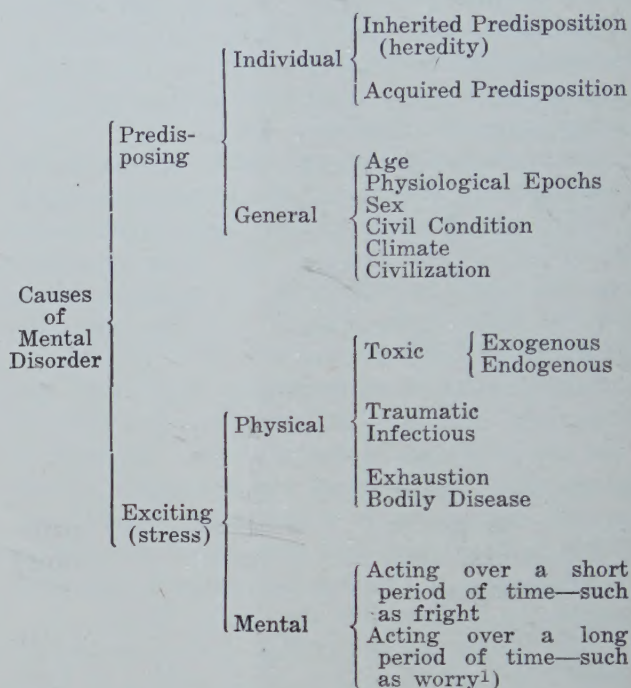 Inherited Predisposition
(heredity)
Individual
Acquired Predisposition
Predis-
posing
Age
Physiological Epochs
Sex
General
Civil Condition
Climate
Civilization
Causes
of
Mental
Disorder
Toxic
Exogenous
Endogenous
Physical
Traumatic
Infectious
Exhaustion
Bodily Disease
Exciting
(stress)
Mental
Acting over a short
period of time—such
as fright
Acting over a long
period of time—such
as worry1)